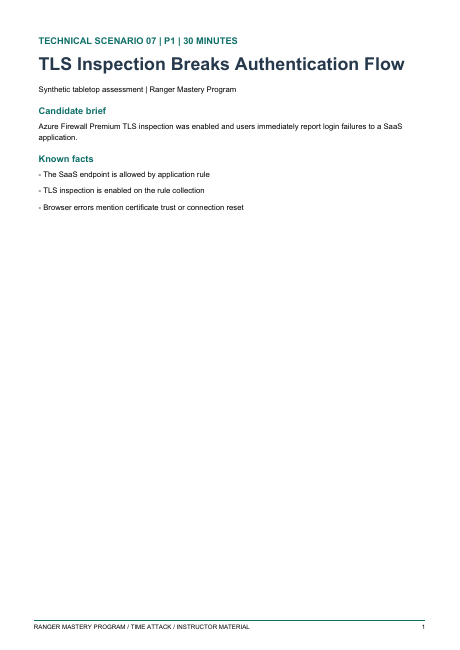 TECHNICAL SCENARIO 07 | P1 | 30 MINUTES
TLS Inspection Breaks Authentication Flow
Synthetic tabletop assessment | Ranger Mastery Program
Candidate brief
Azure Firewall Premium TLS inspection was enabled and users immediately report login failures to a SaaS
application.
Known facts
- The SaaS endpoint is allowed by application rule
- TLS inspection is enabled on the rule collection
- Browser errors mention certificate trust or connection reset
RANGER MASTERY PROGRAM / TIME ATTACK / INSTRUCTOR MATERIAL 1